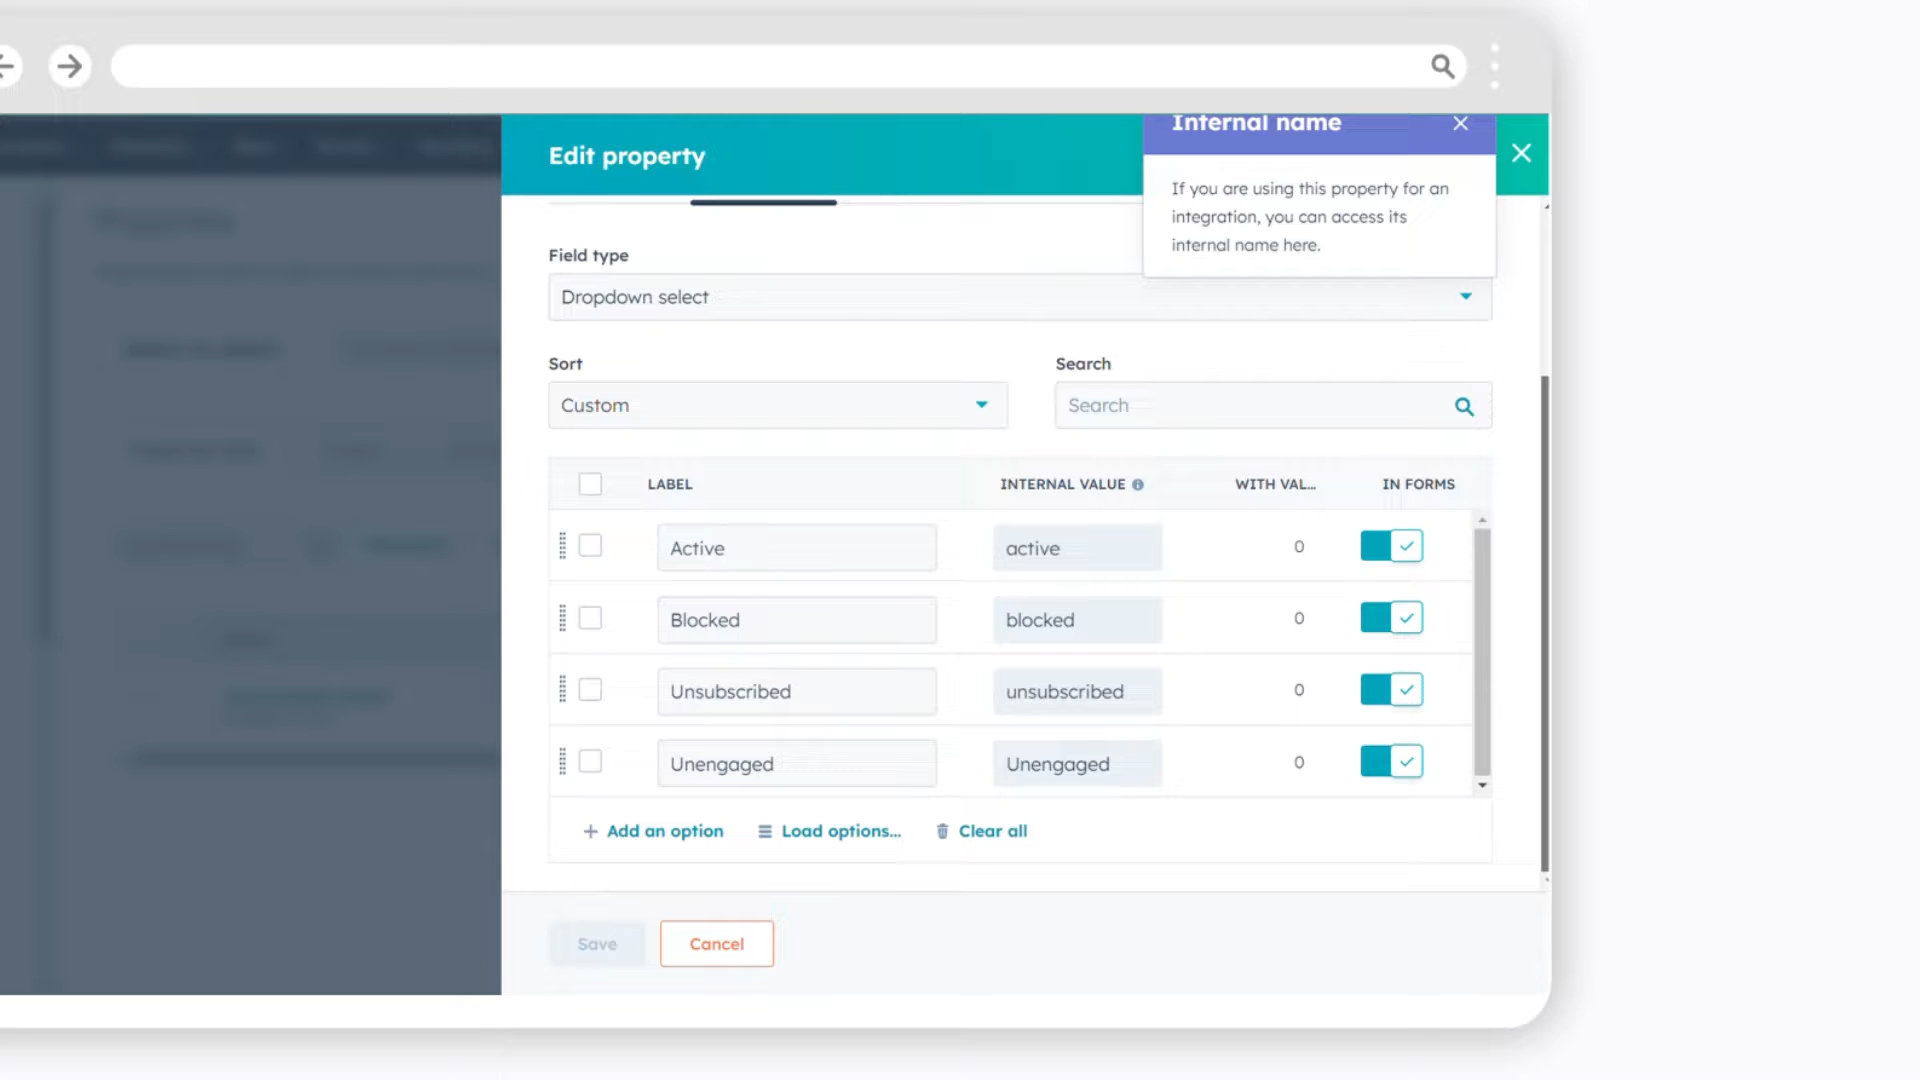 Internal name
Edit property
If you are using this property for an
integration, you can access its
internal name here.
Field type
Dropdown select
Sort
Search
Custom
Search
LABEL
INTERNAL VALUE
WITH VAL...
IN FORMS
Active
active
0
Blocked
blocked
0
Unsubscribed
unsubscribed
0
Unengaged
Unengaged
0
Add an option
Load options...
Clear all
Save
Cancel